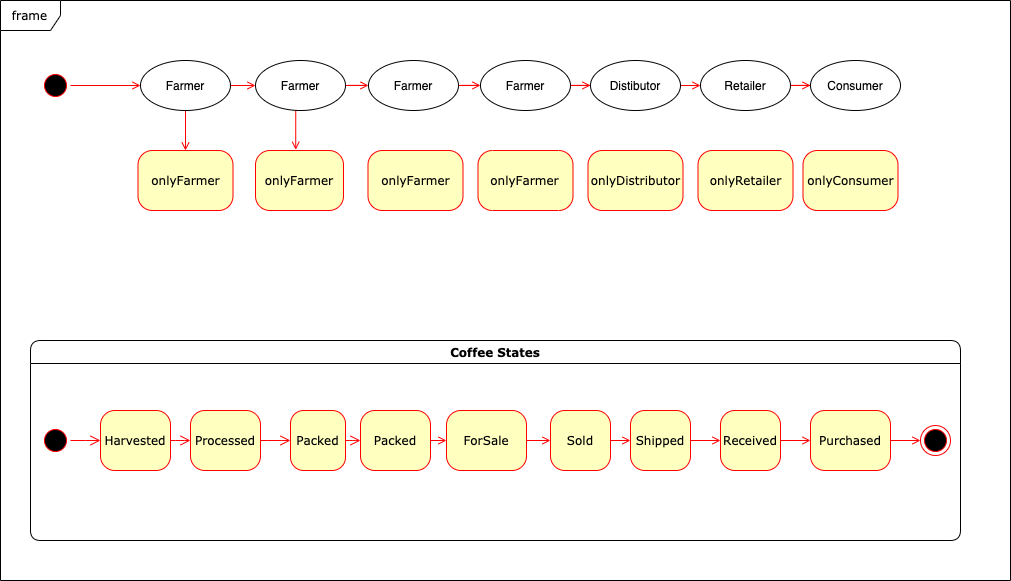 frame
Farmer
Farmer
Farmer
Farmer
Distibutor
Retailer
Consumer
onlyFarmer
onlyFarmer
onlyFarmer
onlyFarmer
onlyDistributor
onlyRetailer
onlyConsumer
Coffee States
Harvested
Processed
Packed
Packed
ForSale
Sold
Shipped
Received
Purchased